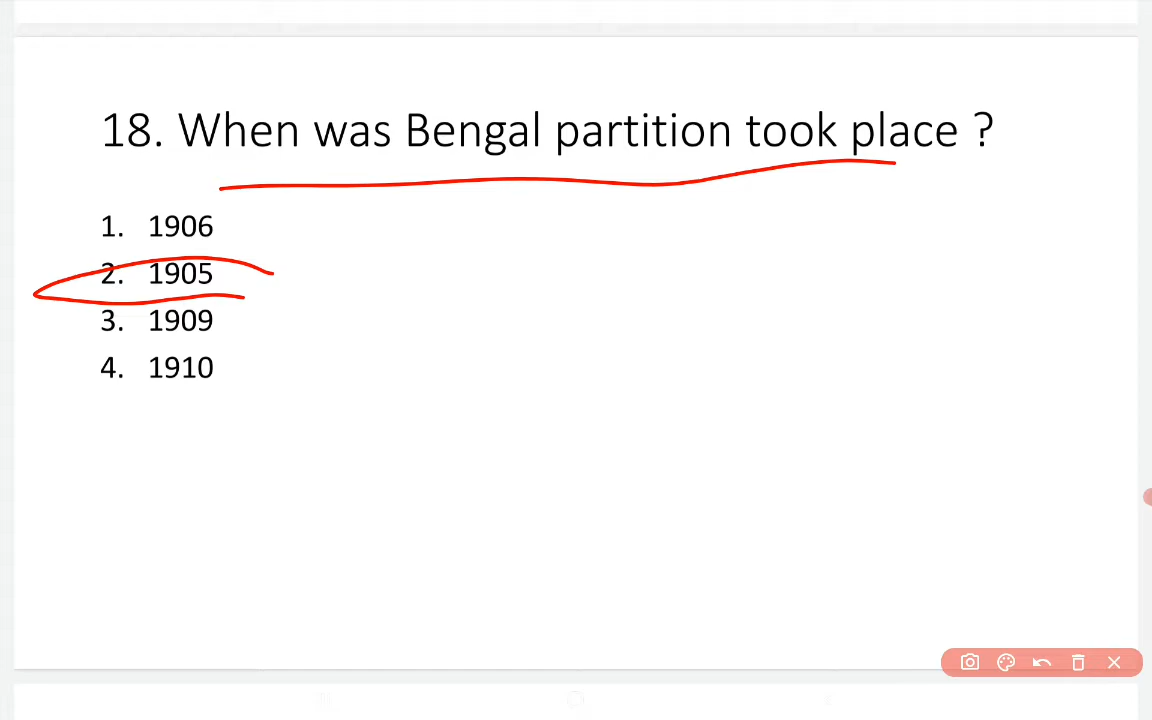 18. When was Bengal partition took place ?
1. 1906
2. 1905
3. 1909
4. 1910